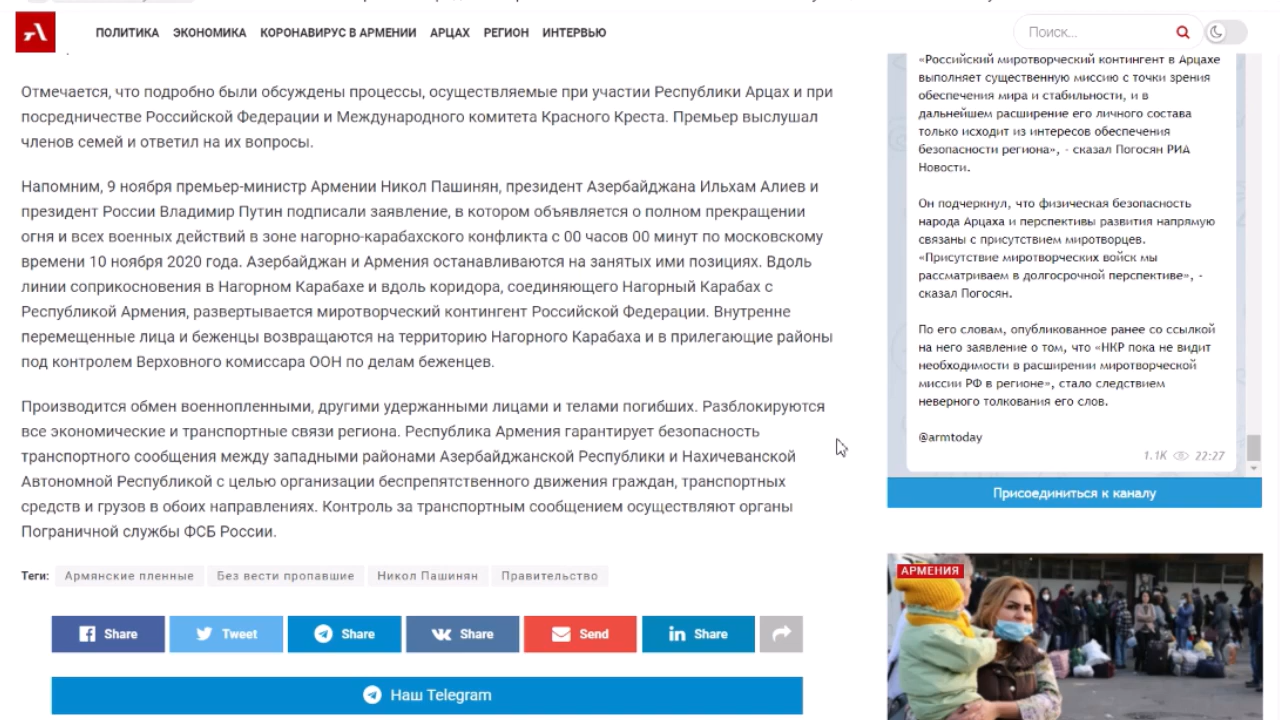 ПОЛИТИКА ЭКОНОМИКА КОРОНАВИРУС В АРМЕНИИ АРЦАХ РЕГИОН ИНТЕРВЬЮ
Поиск...
Отмечается, что подробно были обсуждены процессы, осуществляемые при участии Республики Арцах и при
посредничестве Российской Федерации и Международного комитета Красного Креста. Премьер выслушал
членов семей и ответил на их вопросы.
Напомним, 9 ноября премьер-министр Армении Никол Пашинян, президент Азербайджана Ильхам Алиев и
президент России Владимир Путин подписали заявление, в котором объявляется о полном прекращении
огня и всех военных действий в зоне нагорно-карабахского конфликта с 00 часов 00 минут по московскому
времени 10 ноября 2020 года. Азербайджан и Армения останавливаются на занятых ими позициях. Вдоль
линии соприкосновения в Нагорном Карабахе и вдоль коридора, соединяющего Нагорный Карабах с
Республикой Армения, развертывается миротворческий контингент Российской Федерации. Внутренне
перемещенные лица и беженцы возвращаются на территорию Нагорного Карабаха и в прилегающие районы
под контролем Верховного комиссара ООН по делам беженцев.
Производится обмен военнопленными, другими удержанными лицами и телами погибших. Разблокируются
все экономические и транспортные связи региона. Республика Армения гарантирует безопасность
транспортного сообщения между западными районами Азербайджанской Республики и Нахичеванской
Автономной Республикой с целью организации беспрепятственного движения граждан, транспортных
средств и грузов в обоих направлениях. Контроль за транспортным сообщением осуществляют органы
Пограничной службы ФСБ России.
Теги: Армянские пленные Без вести пропавшие Никол Пашинян Правительство
Share Tweet Share Share Send Share
Наш Telegram
«Российский миротворческий контингент в Арцахе
выполняет существенную миссию с точки зрения
обеспечения мира и стабильности, и в
дальнейшем расширение его личного состава
только исходит из интересов обеспечения
безопасности региона», - сказал Погосян РИА
Новости.
Он подчеркнул, что физическая безопасность
народа Арцаха и перспективы развития напрямую
связаны с присутствием миротворцев.
«Присутствие миротворческих войск мы
рассматриваем в долгосрочной перспективе», -
сказал Погосян.
По его словам, опубликованное ранее со ссылкой
на него заявление о том, что «НКР пока не видит
необходимости в расширении миротворческой
миссии РФ в регионе», стало следствием
неверного толкования его слов.
@armtoday
1.1K 22:27
Присоединиться к каналу
АРМЕНИЯ